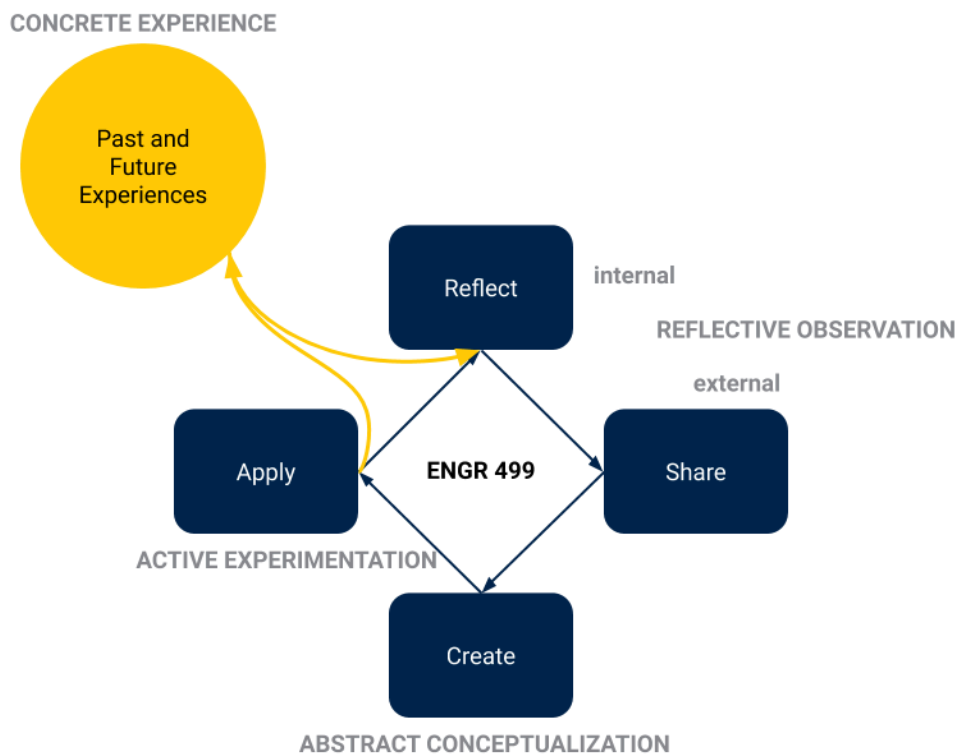 CONCRETE EXPERIENCE
Past and
Future
Experiences
Reflect
internal
REFLECTIVE OBSERVATION
external
Apply
ENGR 499
Share
ACTIVE EXPERIMENTATION
Create
ABSTRACT CONCEPTUALIZATION